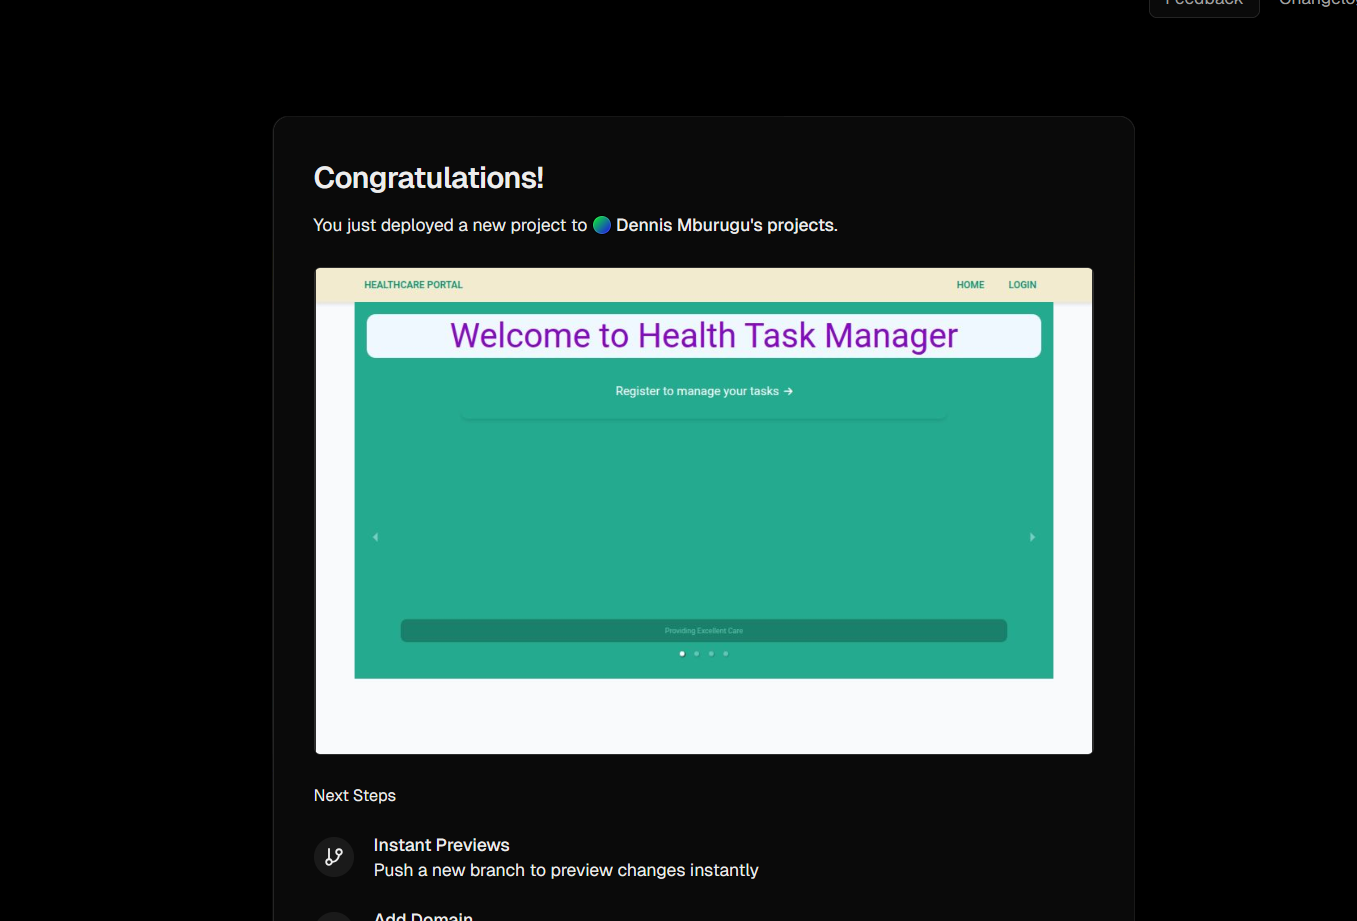 Feedback
Changelog
Congratulations!
You just deployed a new project to Dennis Mburugu's projects.
HEALTHCARE PORTAL
HOME
LOGIN
Welcome to Health Task Manager
Register to manage your tasks →
Providing Excellent Care
Next Steps
Instant Previews
Push a new branch to preview changes instantly
Add Domain